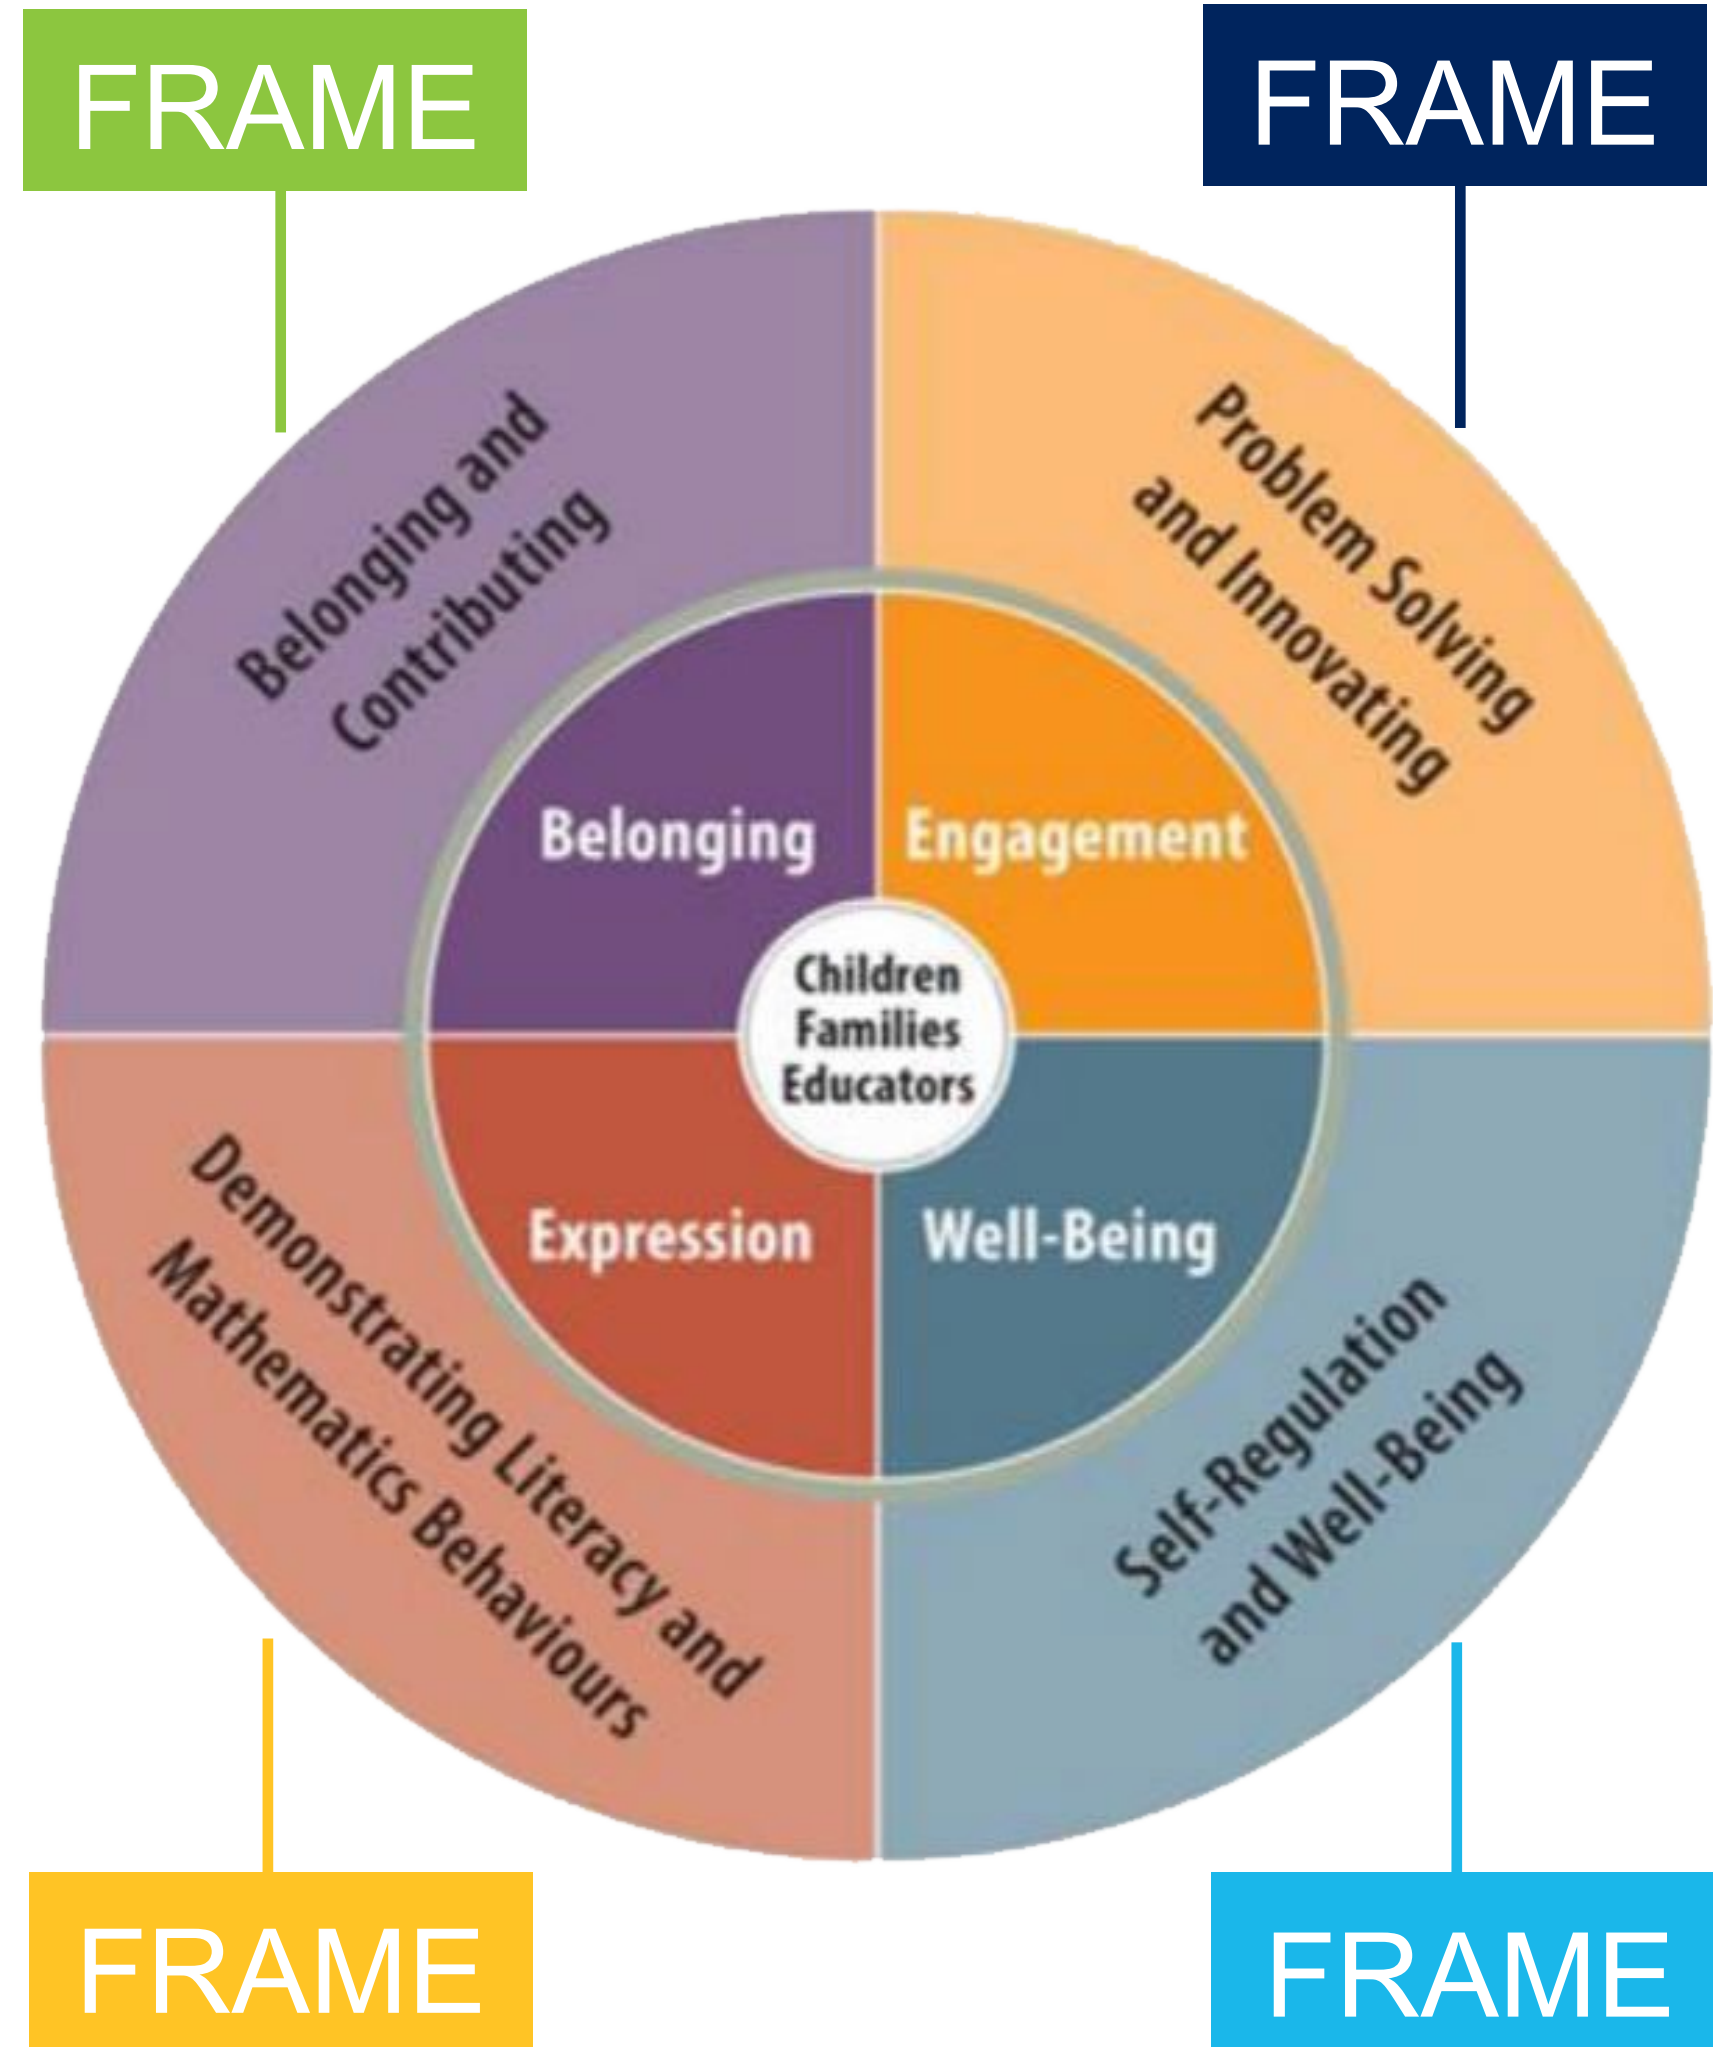 FRAME
FRAME
Belonging and
Contributing
Problem Solving
and Innovating
Belonging
Engagement
Children
Families
Educators
Expression
Well-Being
Demonstrating Literacy and
Mathematics Behaviours
Self-Regulation
and Well-Being
FRAME
FRAME